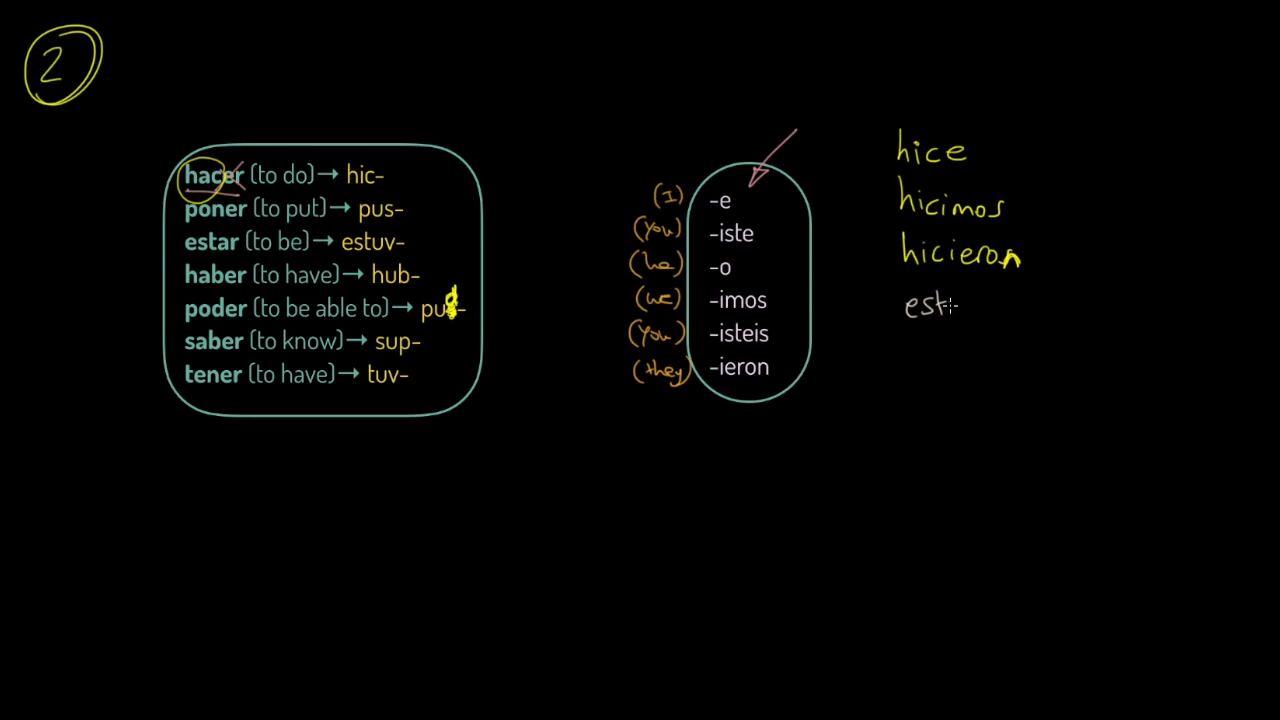 2
hacer (to do) → hic-
poner (to put) → pus-
estar (to be) → estuv-
haber (to have) → hub-
poder (to be able to) → pud-
saber (to know) → sup-
tener (to have) → tuv-
(I) -e
(you) -iste
(he) -o
(we) -imos
(you) -isteis
(they) -ieron
hice
hicimos
hicieron
est